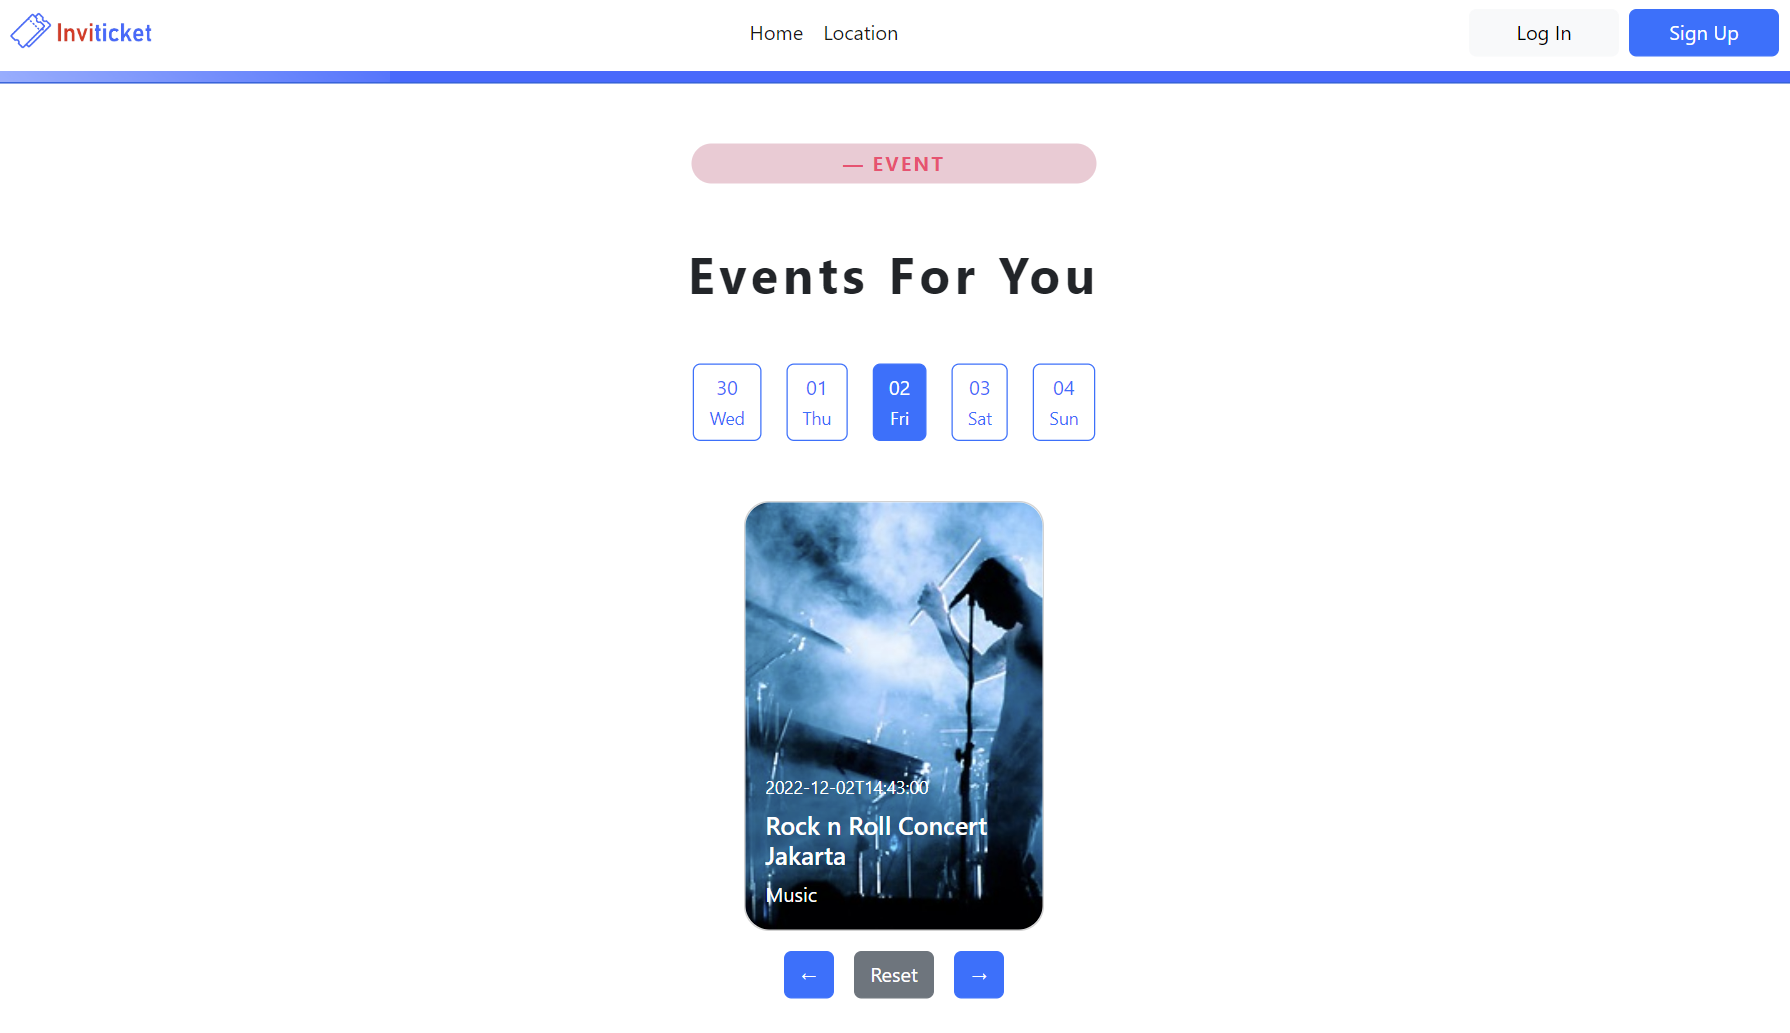 Inviticket
Home Location
Log In
Sign Up
— EVENT
Events For You
30 01 02 03 04
Wed Thu Fri Sat Sun
2022-12-02T14:43:00
Rock n Roll Concert
Jakarta
Music
← Reset →